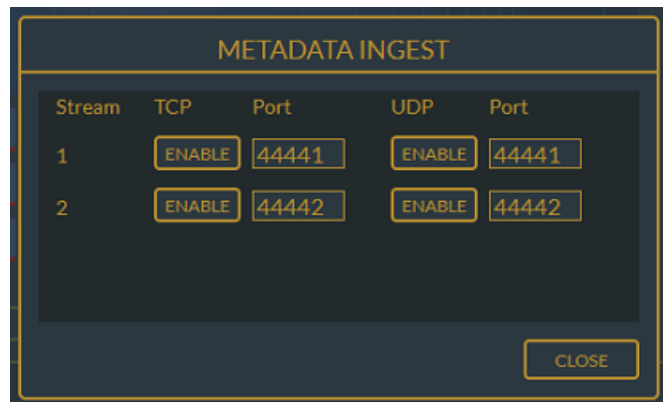 METADATA INGEST
Stream TCP Port UDP Port
1 ENABLE 44441 ENABLE 44441
2 ENABLE 44442 ENABLE 44442
CLOSE